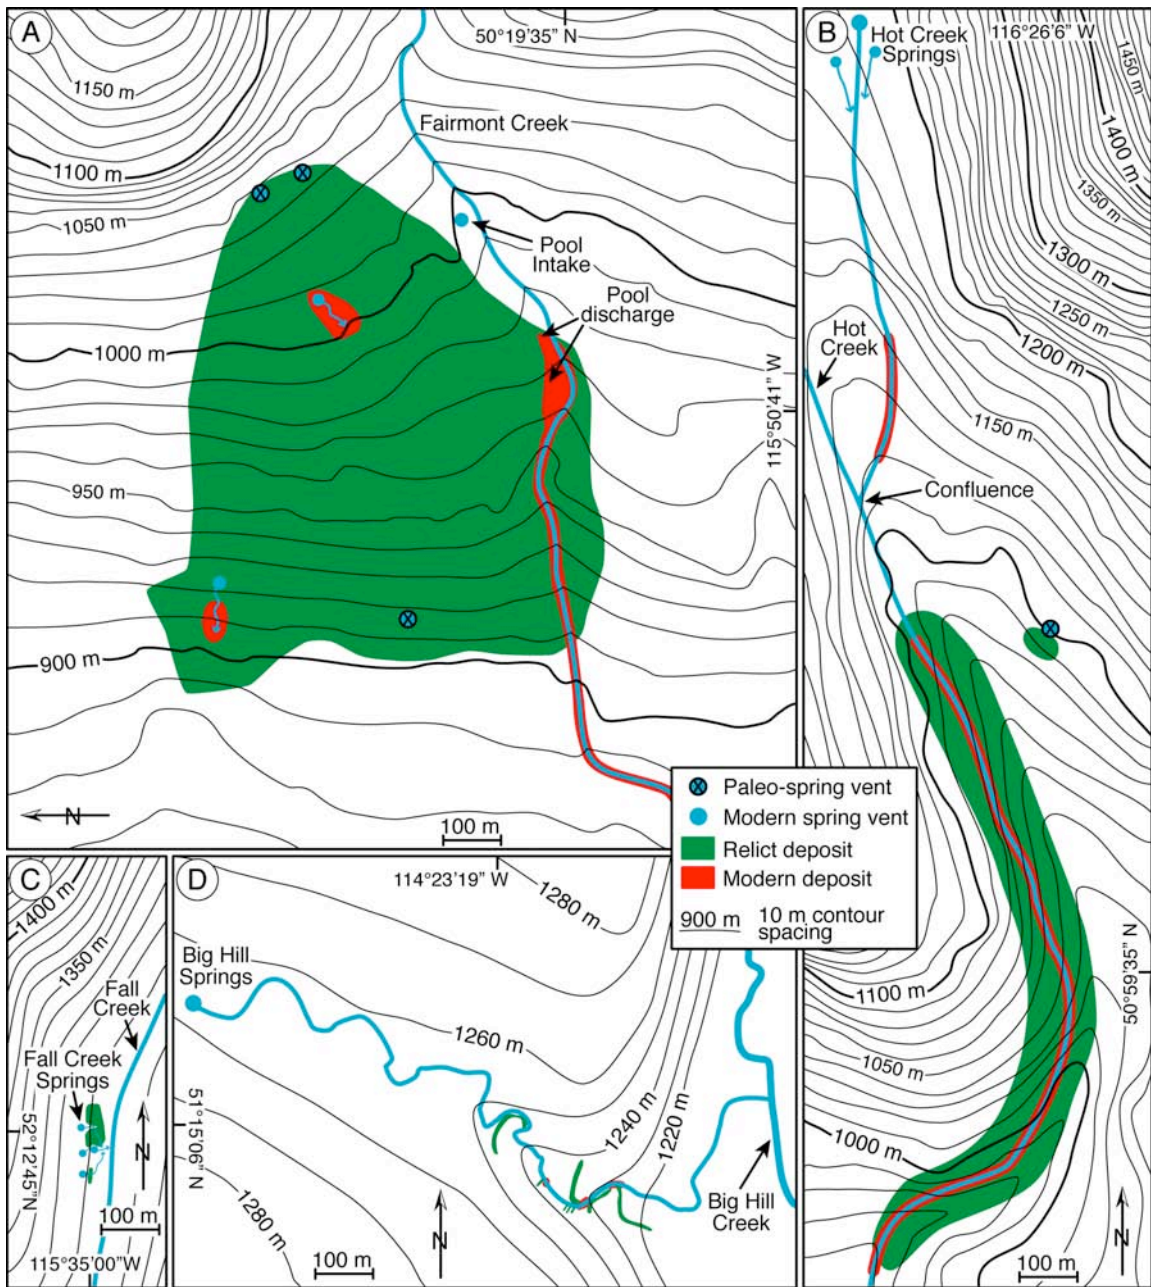 A
50°19'35" N
1150 m
Fairmont Creek
1100 m
1050 m
Pool
Intake
Pool
discharge
1000 m
115°50'41" W
950 m
900 m
N
100 m
B
Hot Creek
Springs
116°26'6" W
1450 m
1400 m
1350 m
1300 m
1250 m
1200 m
Hot
Creek
1150 m
Confluence
1100 m
50°59'35" N
1050 m
1000 m
N
100 m
Paleo-spring vent
Modern spring vent
Relict deposit
Modern deposit
900 m
10 m contour
spacing
C
1400 m
1350 m
Fall
Creek
Fall Creek
Springs
52°12'45"N
N
100 m
115°35'00"W
D
114°23'19" W
1280 m
Big Hill
Springs
1260 m
51°15'06" N
1240 m
1220 m
1280 m
Big Hill
Creek
N
100 m